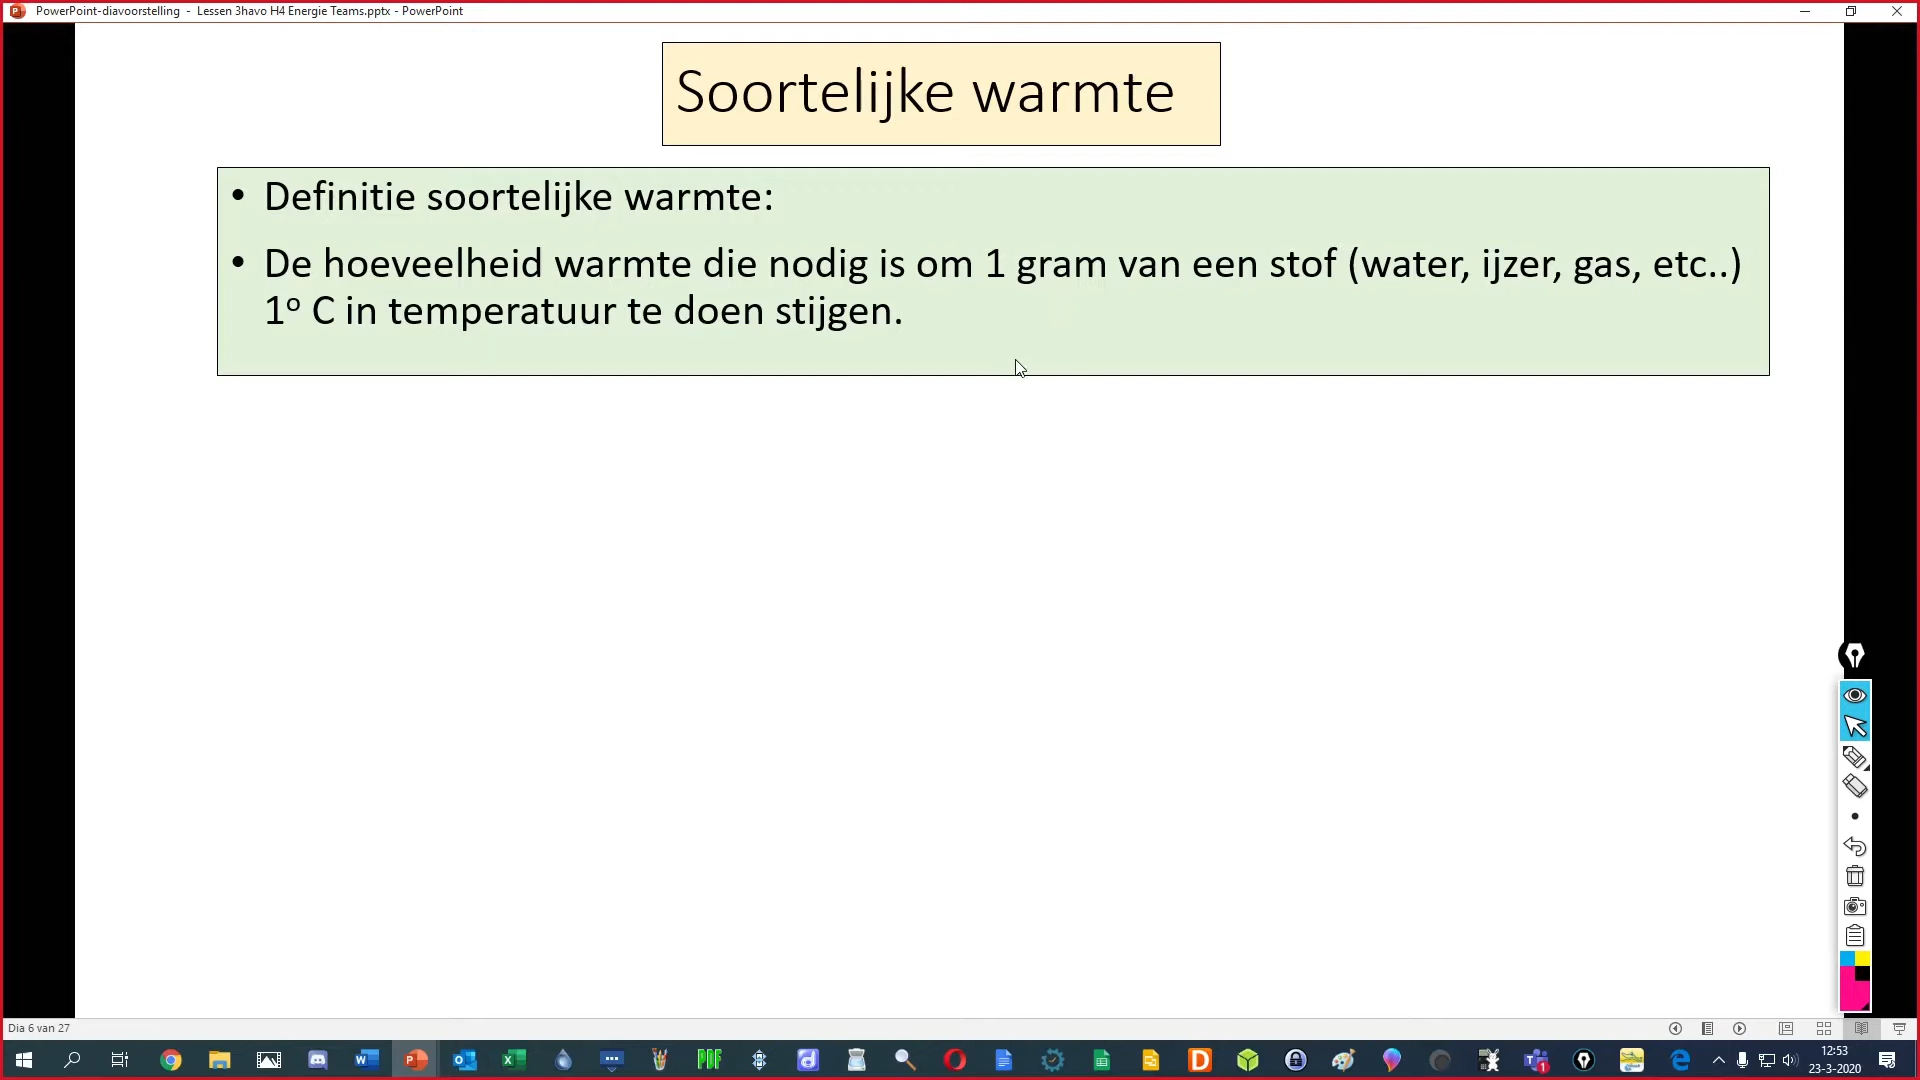 PowerPoint-diavoorstelling - Lessen 3havo H4 Energie Teams.pptx - PowerPoint
Soortelijke warmte
• Definitie soortelijke warmte:
• De hoeveelheid warmte die nodig is om 1 gram van een stof (water, ijzer, gas, etc..)
1º C in temperatuur te doen stijgen.
Dia 6 van 27
PDF
12:53
23-3-2020